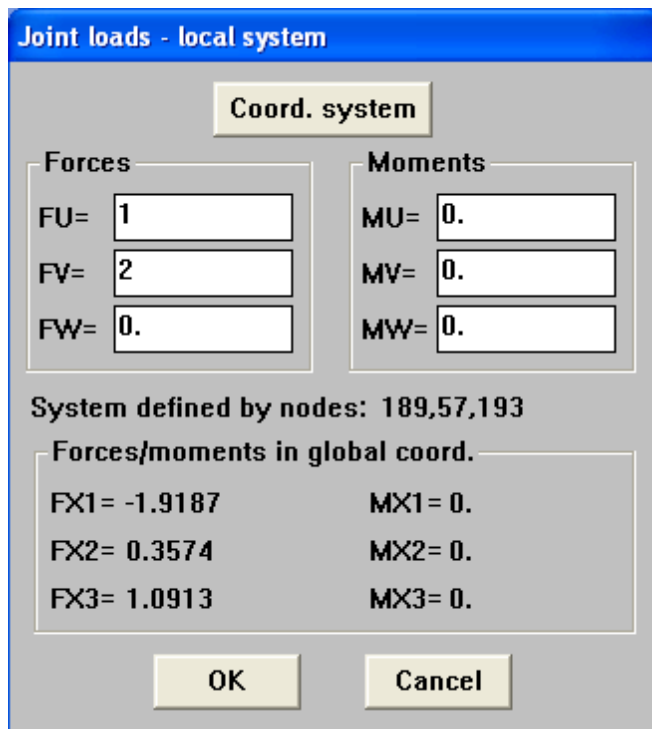 Joint loads - local system
Coord. system
Forces
FU= 1
FV= 2
FW= 0.
Moments
MU= 0.
MV= 0.
MW= 0.
System defined by nodes: 189,57,193
Forces/moments in global coord.
FX1= -1.9187 MX1= 0.
FX2= 0.3574 MX2= 0.
FX3= 1.0913 MX3= 0.
OK Cancel